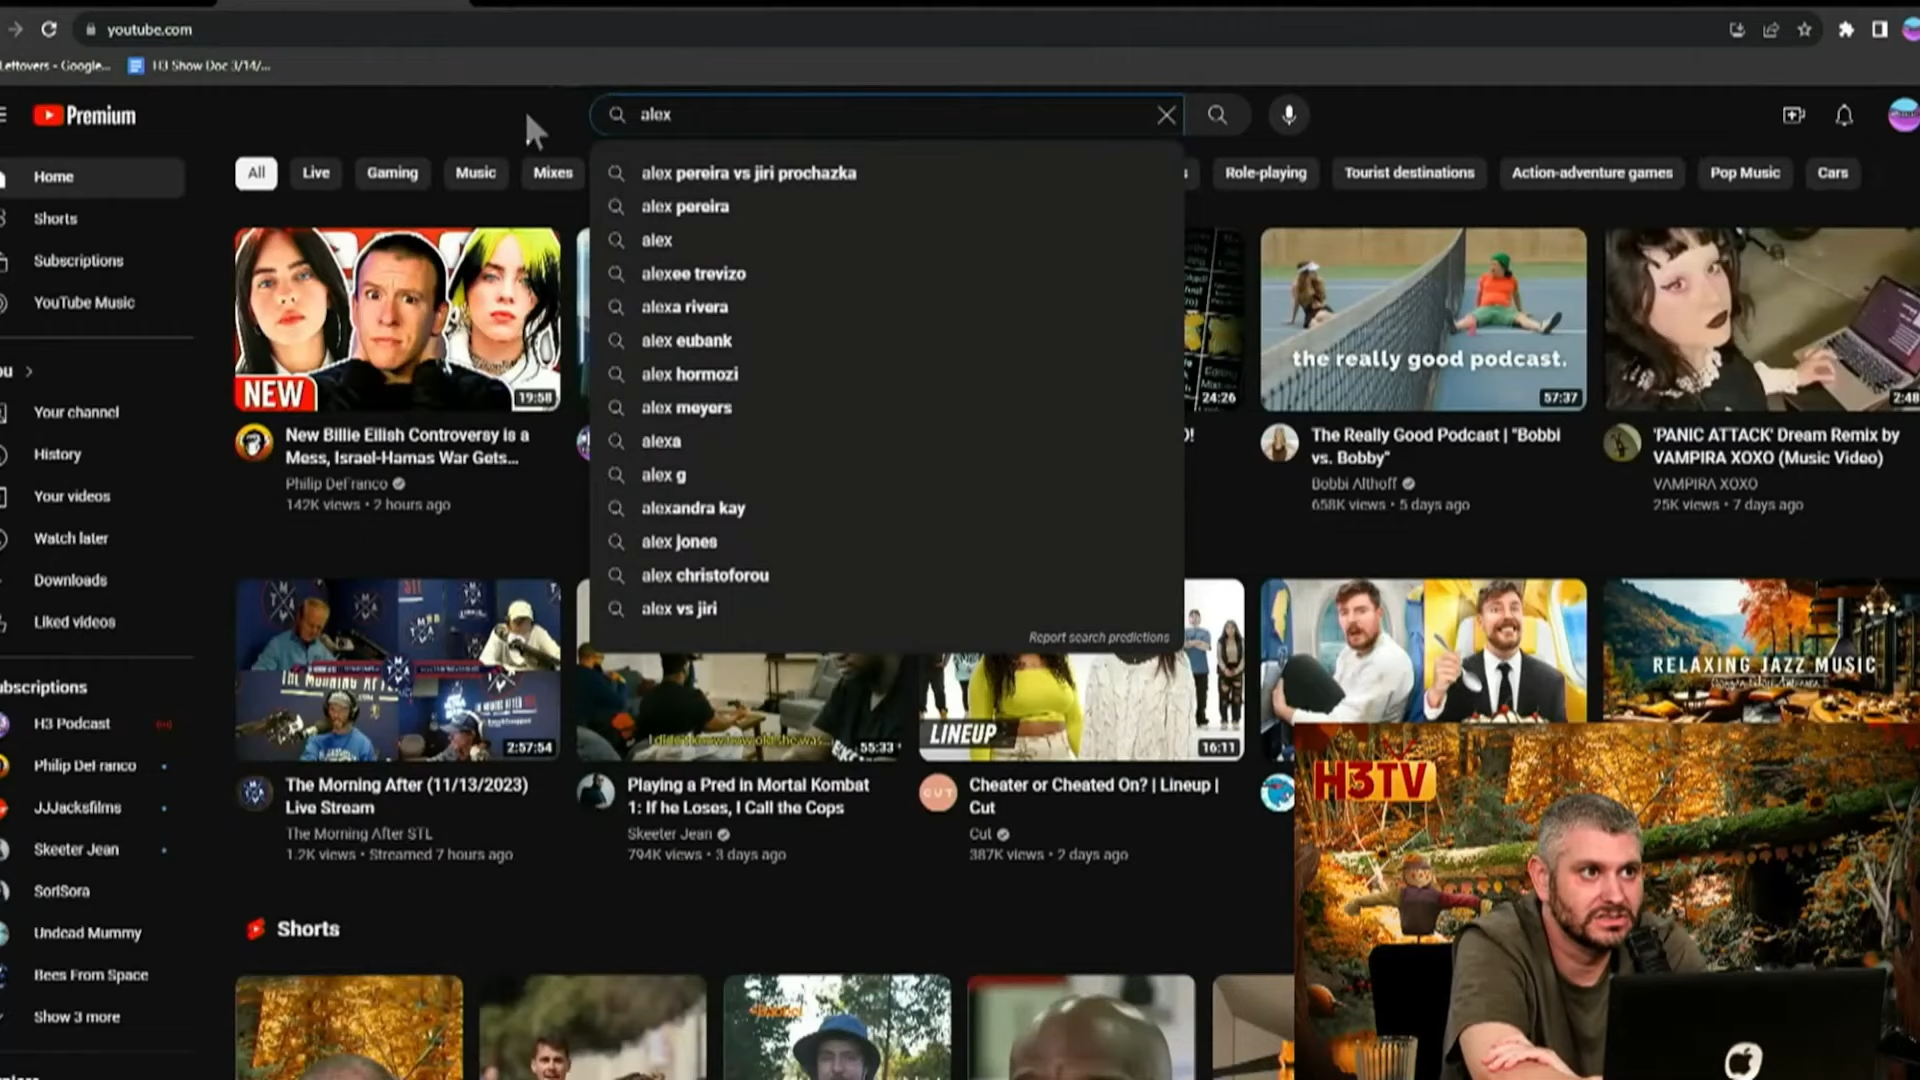 youtube.com
Leftovers - Google...
H3 Show Doc 3/14/...
Premium
alex
All
Live
Gaming
Music
Mixes
Role-playing
Tourist destinations
Action-adventure games
Pop Music
Cars
Home
Shorts
Subscriptions
YouTube Music
Your channel
History
Your videos
Watch later
Downloads
Liked videos
H3 Podcast
Philip DeFranco
JJJacksfilms
Skeeter Jean
SoriSora
Undead Mummy
Bees From Space
Show 3 more
alex pereira vs jiri prochazka
alex pereira
alex
alexee trevizo
alexa rivera
alex eubank
alex hormozi
alex meyers
alexa
alex g
alexandra kay
alex jones
alex christoforou
alex vs jiri
Report search predictions
NEW
19:58
New Billie Eilish Controversy is a
Mess, Israel-Hamas War Gets...
Philip DeFranco
142K views • 2 hours ago
24:26
the really good podcast.
57:37
The Really Good Podcast | "Bobbi
vs. Bobby"
Bobbi Althoff
658K views • 5 days ago
2:48
'PANIC ATTACK' Dream Remix by
VAMPIRA XOXO (Music Video)
VAMPIRA XOXO
25K views • 7 days ago
THE MORNING AFTER
2:57:54
The Morning After (11/13/2023)
Live Stream
The Morning After STL
1.2K views • Streamed 7 hours ago
I didn't know how old she was...
55:33
Playing a Pred in Mortal Kombat
1: If he Loses, I Call the Cops
Skeeter Jean
794K views • 3 days ago
LINEUP
16:11
CUT
Cheater or Cheated On? | Lineup |
Cut
Cut
387K views • 2 days ago
RELAXING JAZZ MUSIC
H3TV
Shorts